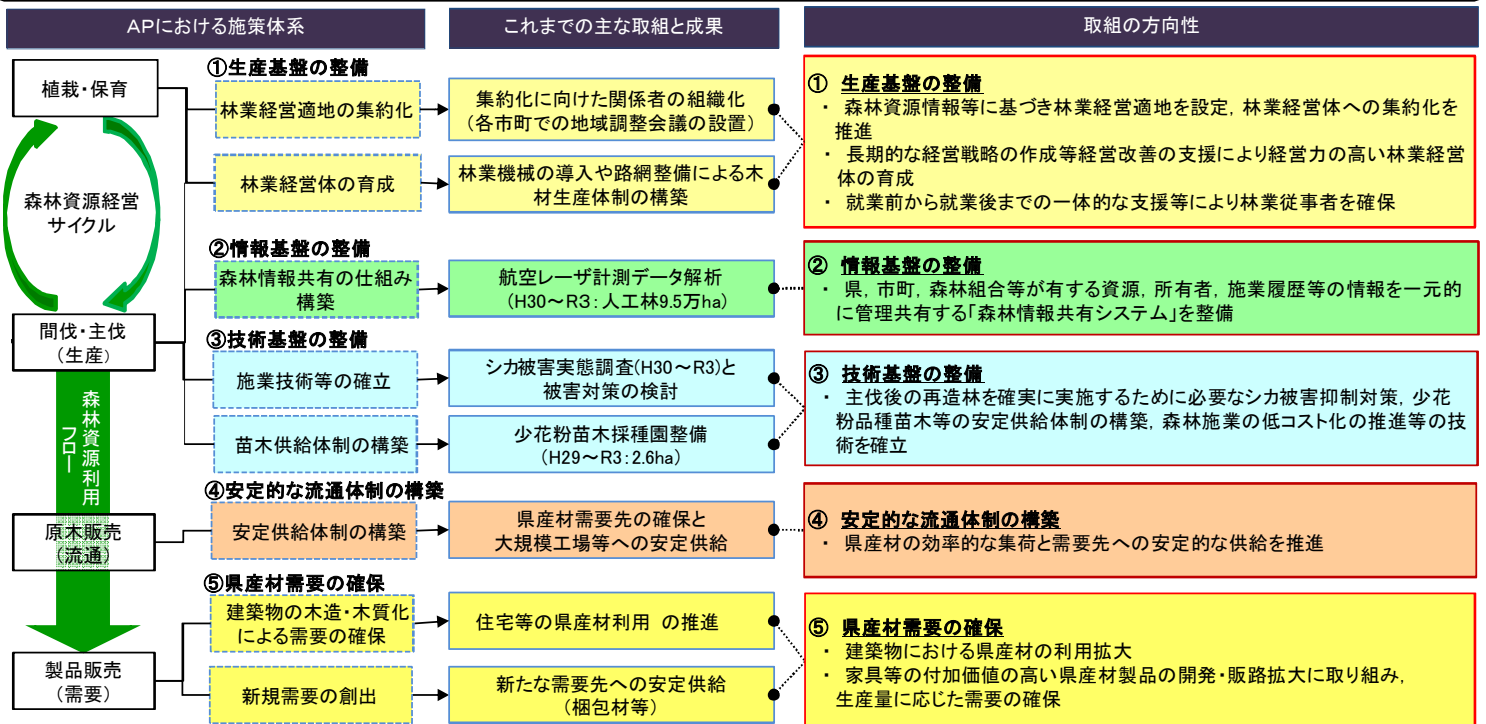 APにおける施策体系
これまでの主な取組と成果
取組の方向性
植栽・保育
森林資源経営
サイクル
間伐・主伐
(生産)
森林資源利用
フロー
原木販売
(流通)
製品販売
(需要)
①生産基盤の整備
林業経営適地の集約化
林業経営体の育成
②情報基盤の整備
森林情報共有の仕組み
構築
③技術基盤の整備
施業技術等の確立
苗木供給体制の構築
④安定的な流通体制の構築
安定供給体制の構築
⑤県産材需要の確保
建築物の木造・木質化
による需要の確保
新規需要の創出
集約化に向けた関係者の組織化
(各市町での地域調整会議の設置)
林業機械の導入や路網整備による木
材生産体制の構築
航空レーザ計測データ解析
(H30～R3:人工林9.5万ha)
シカ被害実態調査(H30～R3)と
被害対策の検討
少花粉苗木採種園整備
(H29～R3:2.6ha)
県産材需要先の確保と
大規模工場等への安定供給
住宅等の県産材利用 の推進
新たな需要先への安定供給
(梱包材等)
① 生産基盤の整備
・ 森林資源情報等に基づき林業経営適地を設定,林業経営体への集約化を
推進
・ 長期的な経営戦略の作成等経営改善の支援により経営力の高い林業経営
体の育成
・ 就業前から就業後までの一体的な支援等により林業従事者を確保
② 情報基盤の整備
・ 県,市町,森林組合等が有する資源,所有者,施業履歴等の情報を一元的
に管理共有する「森林情報共有システム」を整備
③ 技術基盤の整備
・ 主伐後の再造林を確実に実施するために必要なシカ被害抑制対策,少花
粉品種苗木等の安定供給体制の構築,森林施業の低コスト化の推進等の技
術を確立
④ 安定的な流通体制の構築
・ 県産材の効率的な集荷と需要先への安定的な供給を推進
⑤ 県産材需要の確保
・ 建築物における県産材の利用拡大
・ 家具等の付加価値の高い県産材製品の開発・販路拡大に取り組み,
生産量に応じた需要の確保